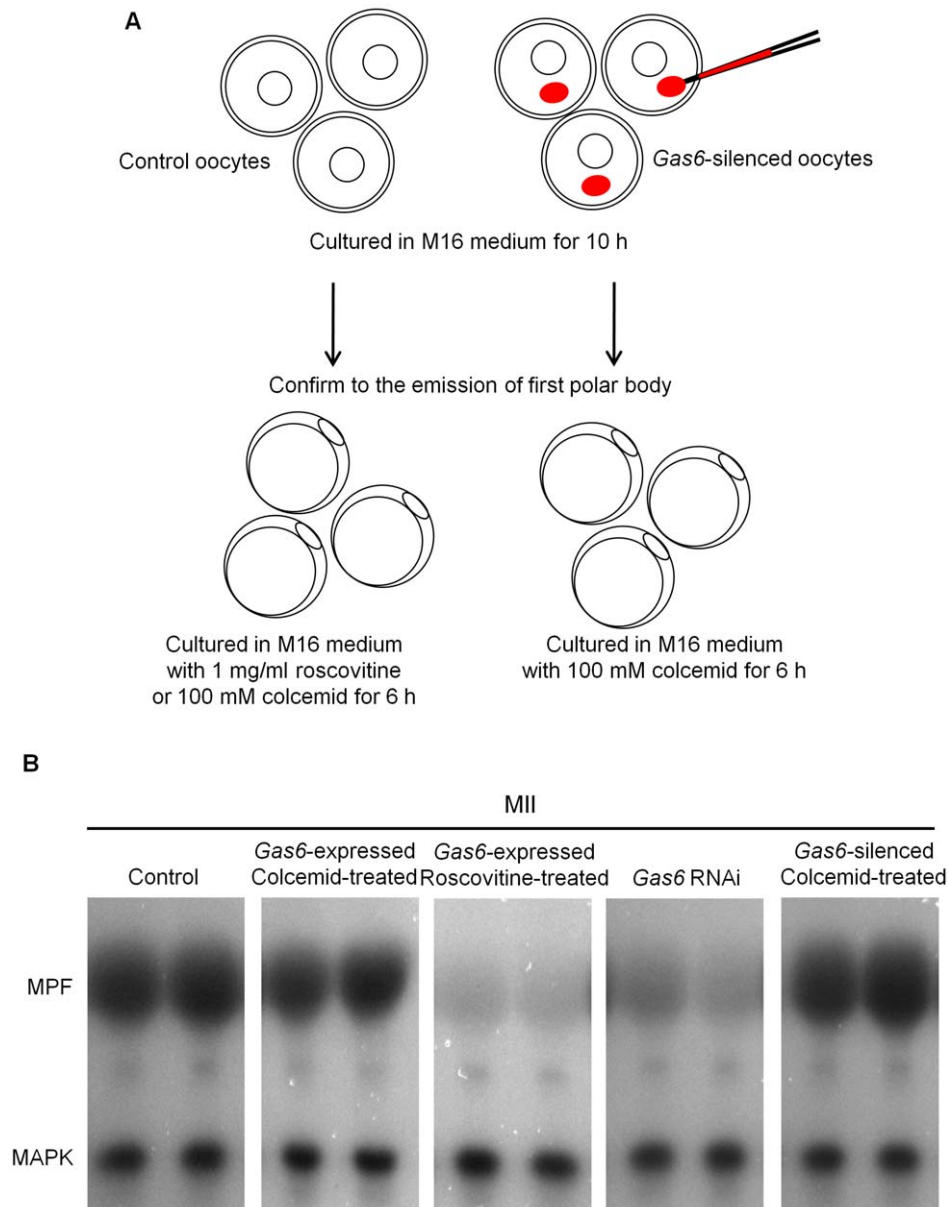 A
Control oocytes
Gas6-silenced oocytes
Cultured in M16 medium for 10 h
Confirm to the emission of first polar body
Cultured in M16 medium
with 1 mg/ml roscovitine
or 100 mM colcemid for 6 h
Cultured in M16 medium
with 100 mM colcemid for 6 h
B
MII
Control
Gas6-expressed
Colcemid-treated
Gas6-expressed
Roscovitine-treated
Gas6 RNAi
Gas6-silenced
Colcemid-treated
MPF
MAPK